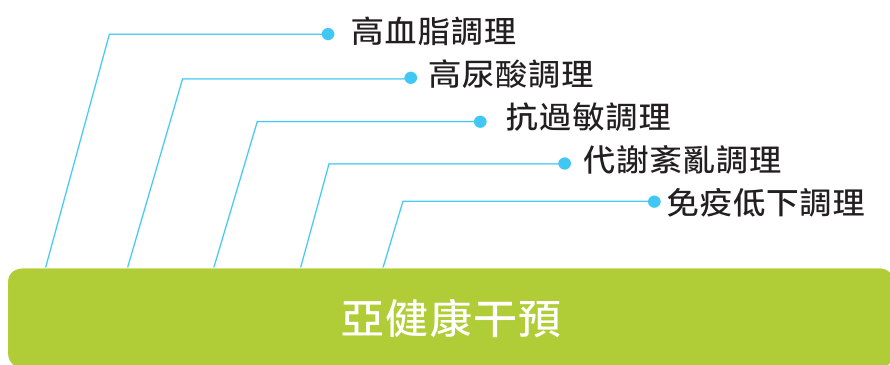 高血脂調理
高尿酸調理
抗過敏調理
代謝紊亂調理
免疫低下調理
亞健康干預